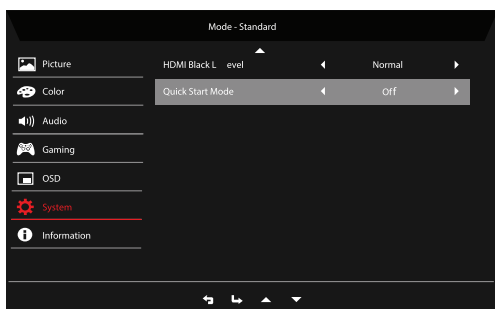 Mode - Standard
Picture
HDMI Black L evel Normal
Color
Quick Start Mode Off
Audio
Gaming
OSD
System
Information